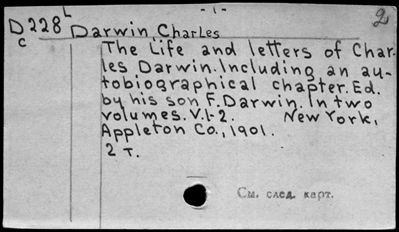 - 1 -
2
D228 L
c
Darwin Charles
The life and letters of Char-
les Darwin. Including an au-
tobiographical chapter. Ed.
by his son F. Darwin. In two
volumes. V.1-2. New York,
Appleton Co., 1901.
2 т.
См. след. карт.